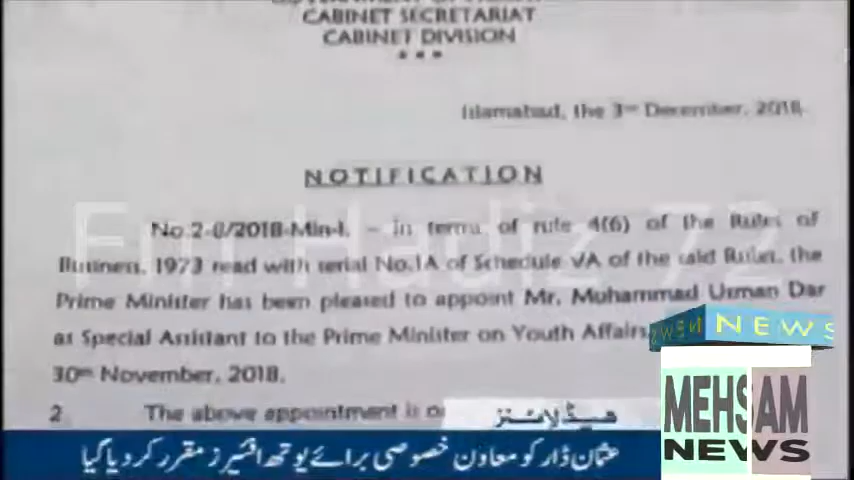 CABINET SECRETARIAT
CABINET DIVISION
Islamabad, the 3rd December, 2018
NOTIFICATION
No.2-8/2018-Min-I. – In terms of rule 4(6) of the Rules of
Business, 1973 read with serial No.1A of Schedule VA of the said Rules, the
Prime Minister has been pleased to appoint Mr. Muhammad Usman Dar
as Special Assistant to the Prime Minister on Youth Affairs
30th November, 2018.
2 The above appointment is
ہیڈ لائنز
عثمان ڈار کو معاون خصوصی برائے یوتھ افئیرز مقرر کر دیا گیا
NEWS
MEHSAM
NEWS